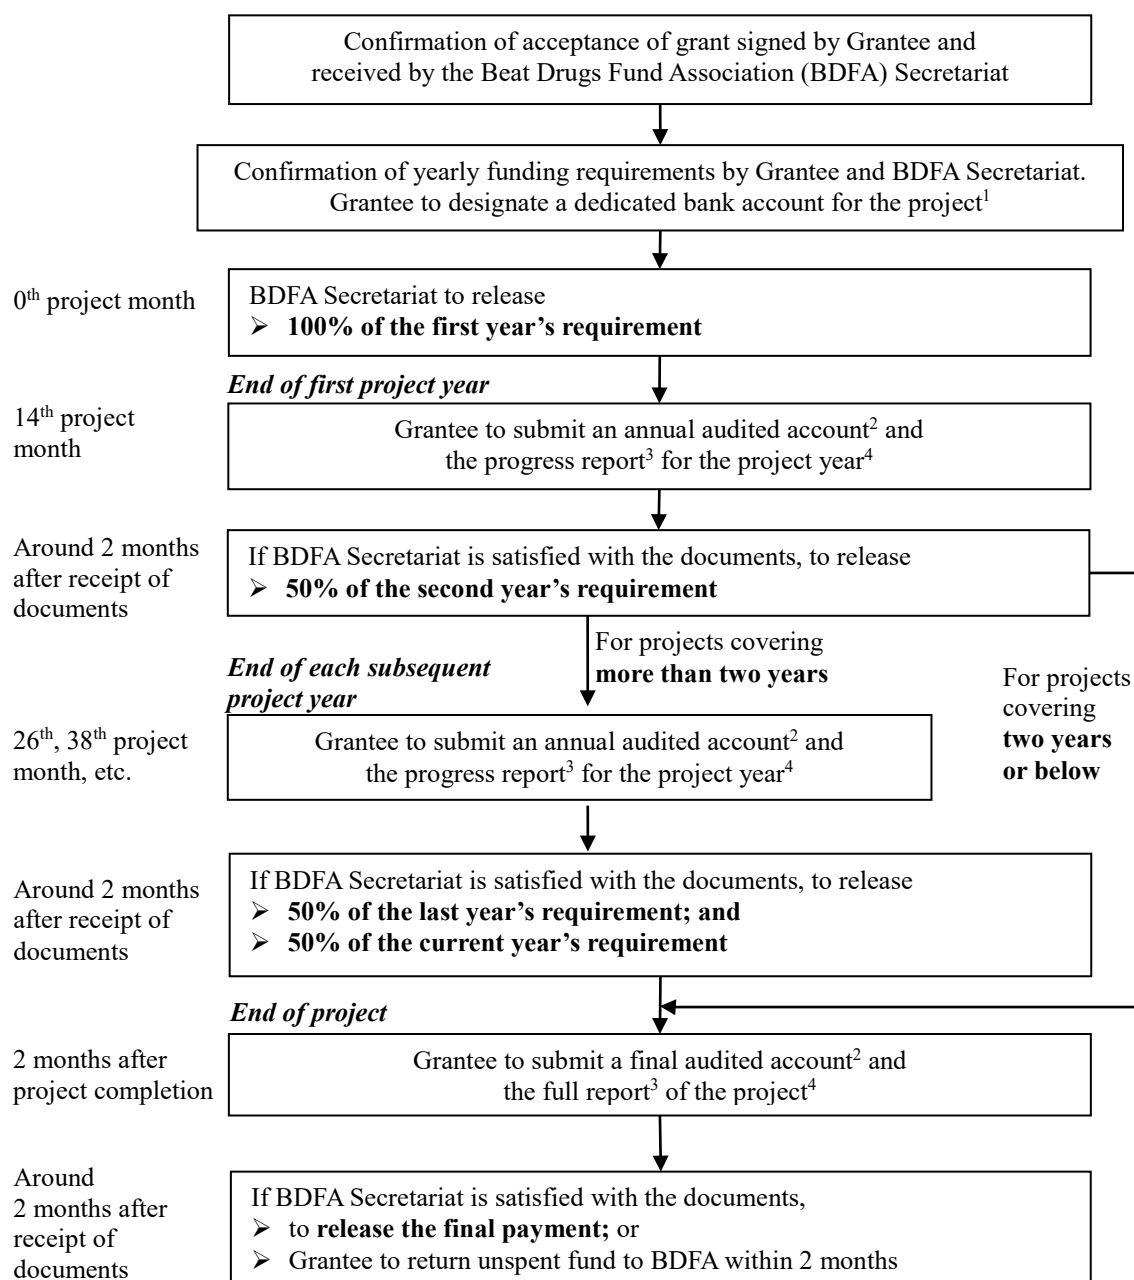 Confirmation of acceptance of grant signed by Grantee and
received by the Beat Drugs Fund Association (BDFA) Secretariat
Confirmation of yearly funding requirements by Grantee and BDFA Secretariat.
Grantee to designate a dedicated bank account for the project¹
0th project month
BDFA Secretariat to release
➢ 100% of the first year’s requirement
End of first project year
14th project
month
Grantee to submit an annual audited account² and
the progress report³ for the project year⁴
Around 2 months
after receipt of
documents
If BDFA Secretariat is satisfied with the documents, to release
➢ 50% of the second year’s requirement
For projects covering
more than two years
End of each subsequent
project year
For projects
covering
two years
or below
26th, 38th project
month, etc.
Grantee to submit an annual audited account² and
the progress report³ for the project year⁴
Around 2 months
after receipt of
documents
If BDFA Secretariat is satisfied with the documents, to release
➢ 50% of the last year’s requirement; and
➢ 50% of the current year’s requirement
End of project
2 months after
project completion
Grantee to submit a final audited account² and
the full report³ of the project⁴
Around
2 months after
receipt of
documents
If BDFA Secretariat is satisfied with the documents,
➢ to release the final payment; or
➢ Grantee to return unspent fund to BDFA within 2 months